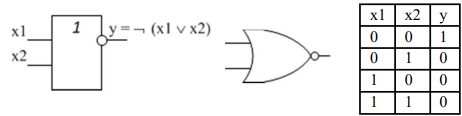 x1
x2
1
y = ¬ (x1 ∨ x2)
x1 x2 y
0 0 1
0 1 0
1 0 0
1 1 0